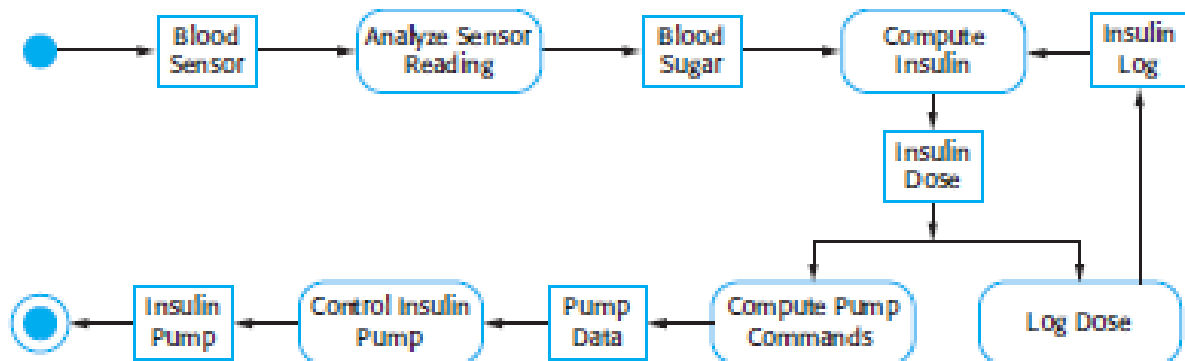 Blood
Sensor
Analyze Sensor
Reading
Blood
Sugar
Compute
Insulin
Insulin
Log
Insulin
Dose
Insulin
Pump
Control Insulin
Pump
Pump
Data
Compute Pump
Commands
Log Dose